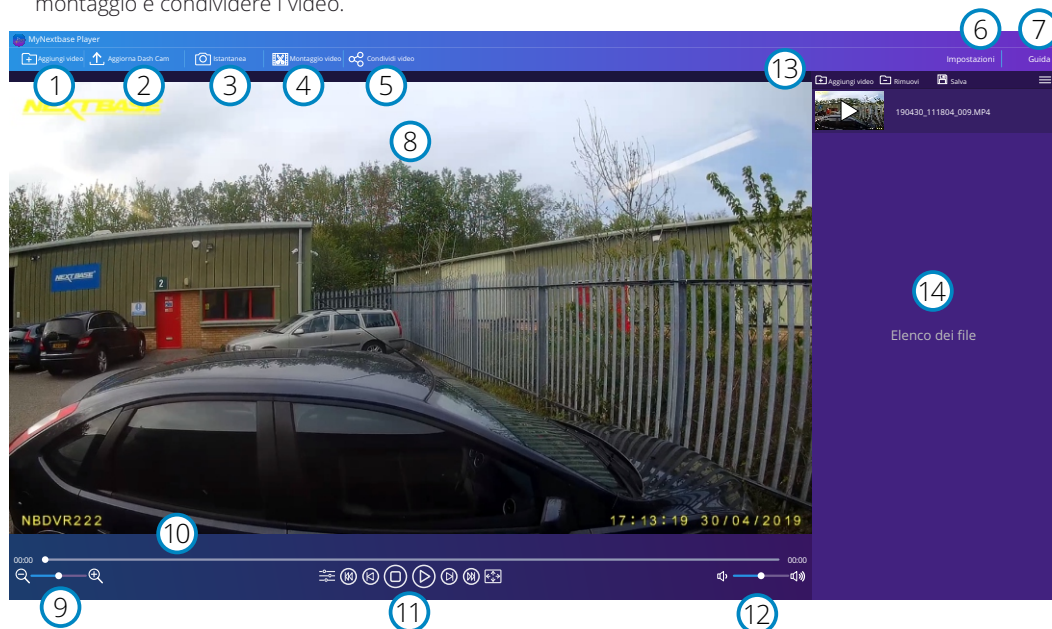 montaggio e condividere i video.
6 7
MyNextbase Player
Aggiungi video Aggiorna Dash Cam Istantanea Montaggio video Condividi video Impostazioni Guida
1 2 3 4 5 13
Aggiungi video Rimuovi Salva
NEXTBASE
190430_111804_009.MP4
8
NEXTBASE
2
14
Elenco dei file
NBDVR222 17:13:19 30/04/2019
10
00:00 00:00
9 11 12